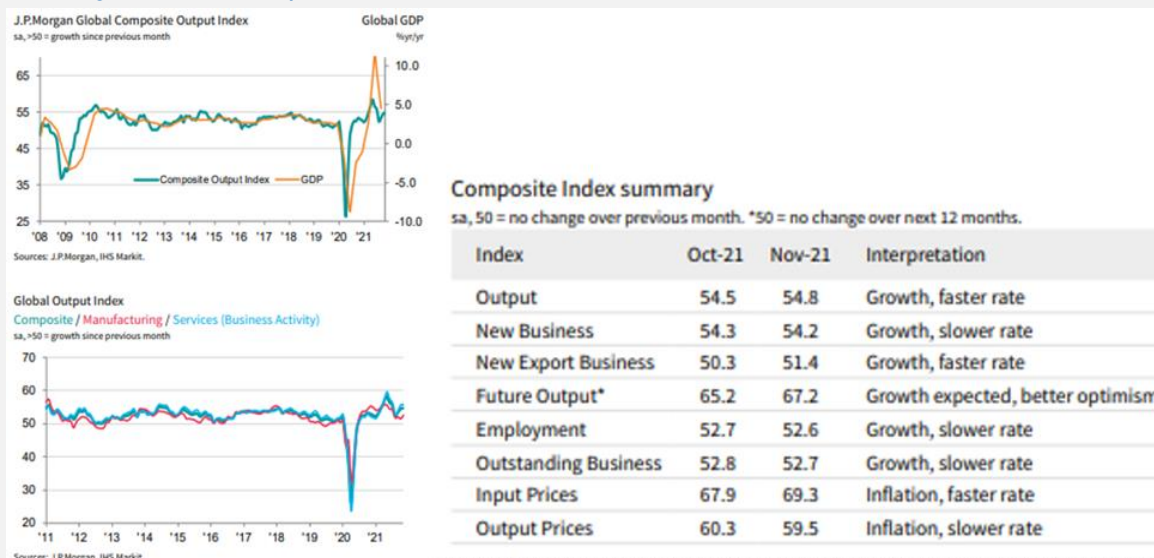 J.P.Morgan Global Composite Output Index
Global GDP
sa, >50 = growth since previous month
%yr/yr
65
55
45
35
25
10.0
5.0
0.0
-5.0
-10.0
Composite Output Index
GDP
'08 '09 '10 '11 '12 '13 '14 '15 '16 '17 '18 '19 '20 '21
Sources: J.P.Morgan, IHS Markit.
Global Output Index
Composite / Manufacturing / Services (Business Activity)
sa, >50 = growth since previous month
70
60
50
40
30
20
'11 '12 '13 '14 '15 '16 '17 '18 '19 '20 '21
Sources: J.P.Morgan, IHS Markit.
Composite Index summary
sa, 50 = no change over previous month. *50 = no change over next 12 months.
Index Oct-21 Nov-21 Interpretation
Output 54.5 54.8 Growth, faster rate
New Business 54.3 54.2 Growth, slower rate
New Export Business 50.3 51.4 Growth, faster rate
Future Output* 65.2 67.2 Growth expected, better optimism
Employment 52.7 52.6 Growth, slower rate
Outstanding Business 52.8 52.7 Growth, slower rate
Input Prices 67.9 69.3 Inflation, faster rate
Output Prices 60.3 59.5 Inflation, slower rate